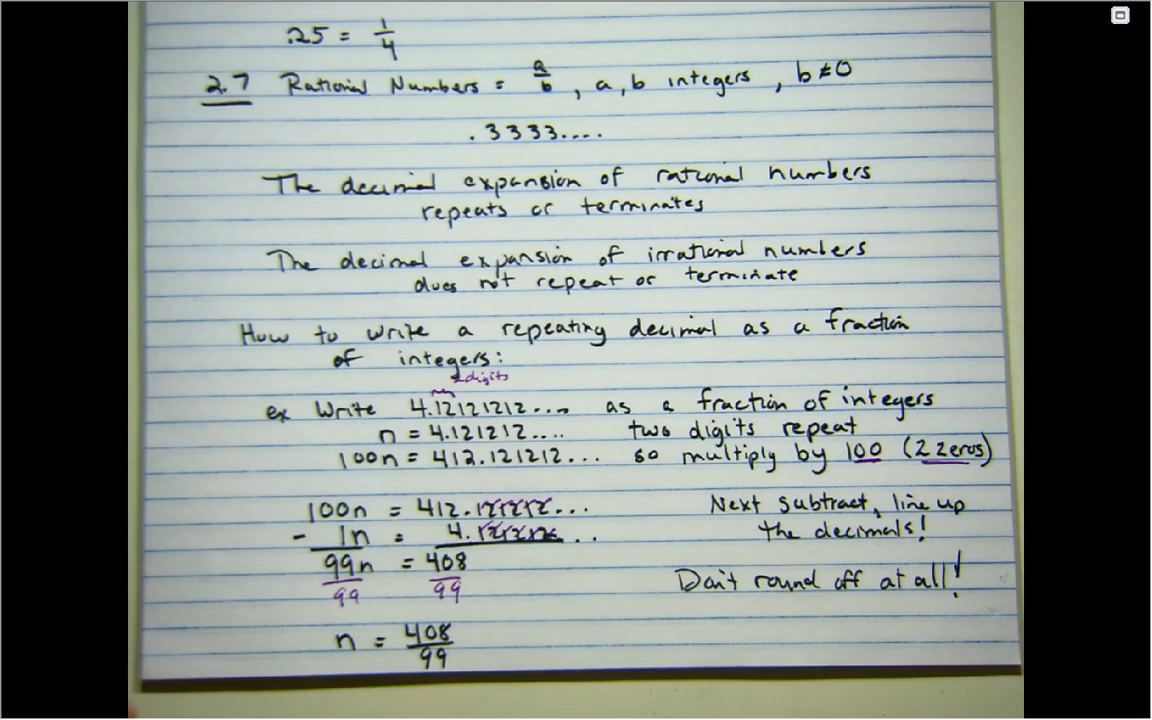 .25 = 1/4
2.7 Rational Numbers = a/b, a, b integers, b≠0
.3333....
The decimal expansion of rational numbers
repeats or terminates
The decimal expansion of irrational numbers
does not repeat or terminate
How to write a repeating decimal as a fraction
of integers:
2 digits
ex Write 4.12121212... as a fraction of integers
n = 4.121212.... two digits repeat
100n = 412.121212... so multiply by 100 (2 zeros)
100n = 412.121212... Next subtract, line up
- 1n = 4.121212... the decimals!
99n = 408
99 99 Don't round off at all!
n = 408/99